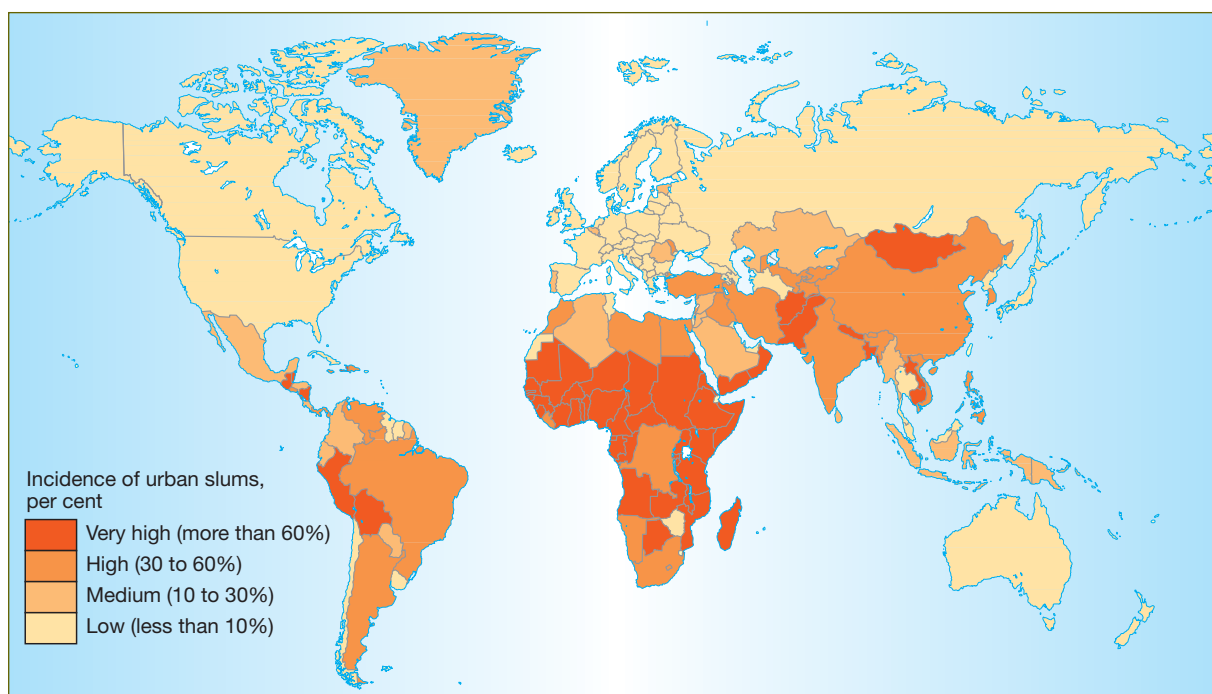 Incidence of urban slums,
per cent
Very high (more than 60%)
High (30 to 60%)
Medium (10 to 30%)
Low (less than 10%)